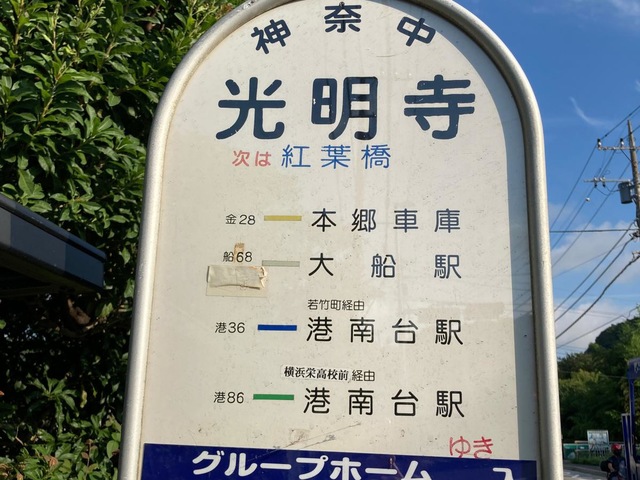 神奈中
光明寺
次は 紅葉橋
金28 本郷車庫
船68 大船駅
若竹町経由
港36 港南台駅
横浜栄高校前 経由
港86 港南台駅
ゆき
グループホーム